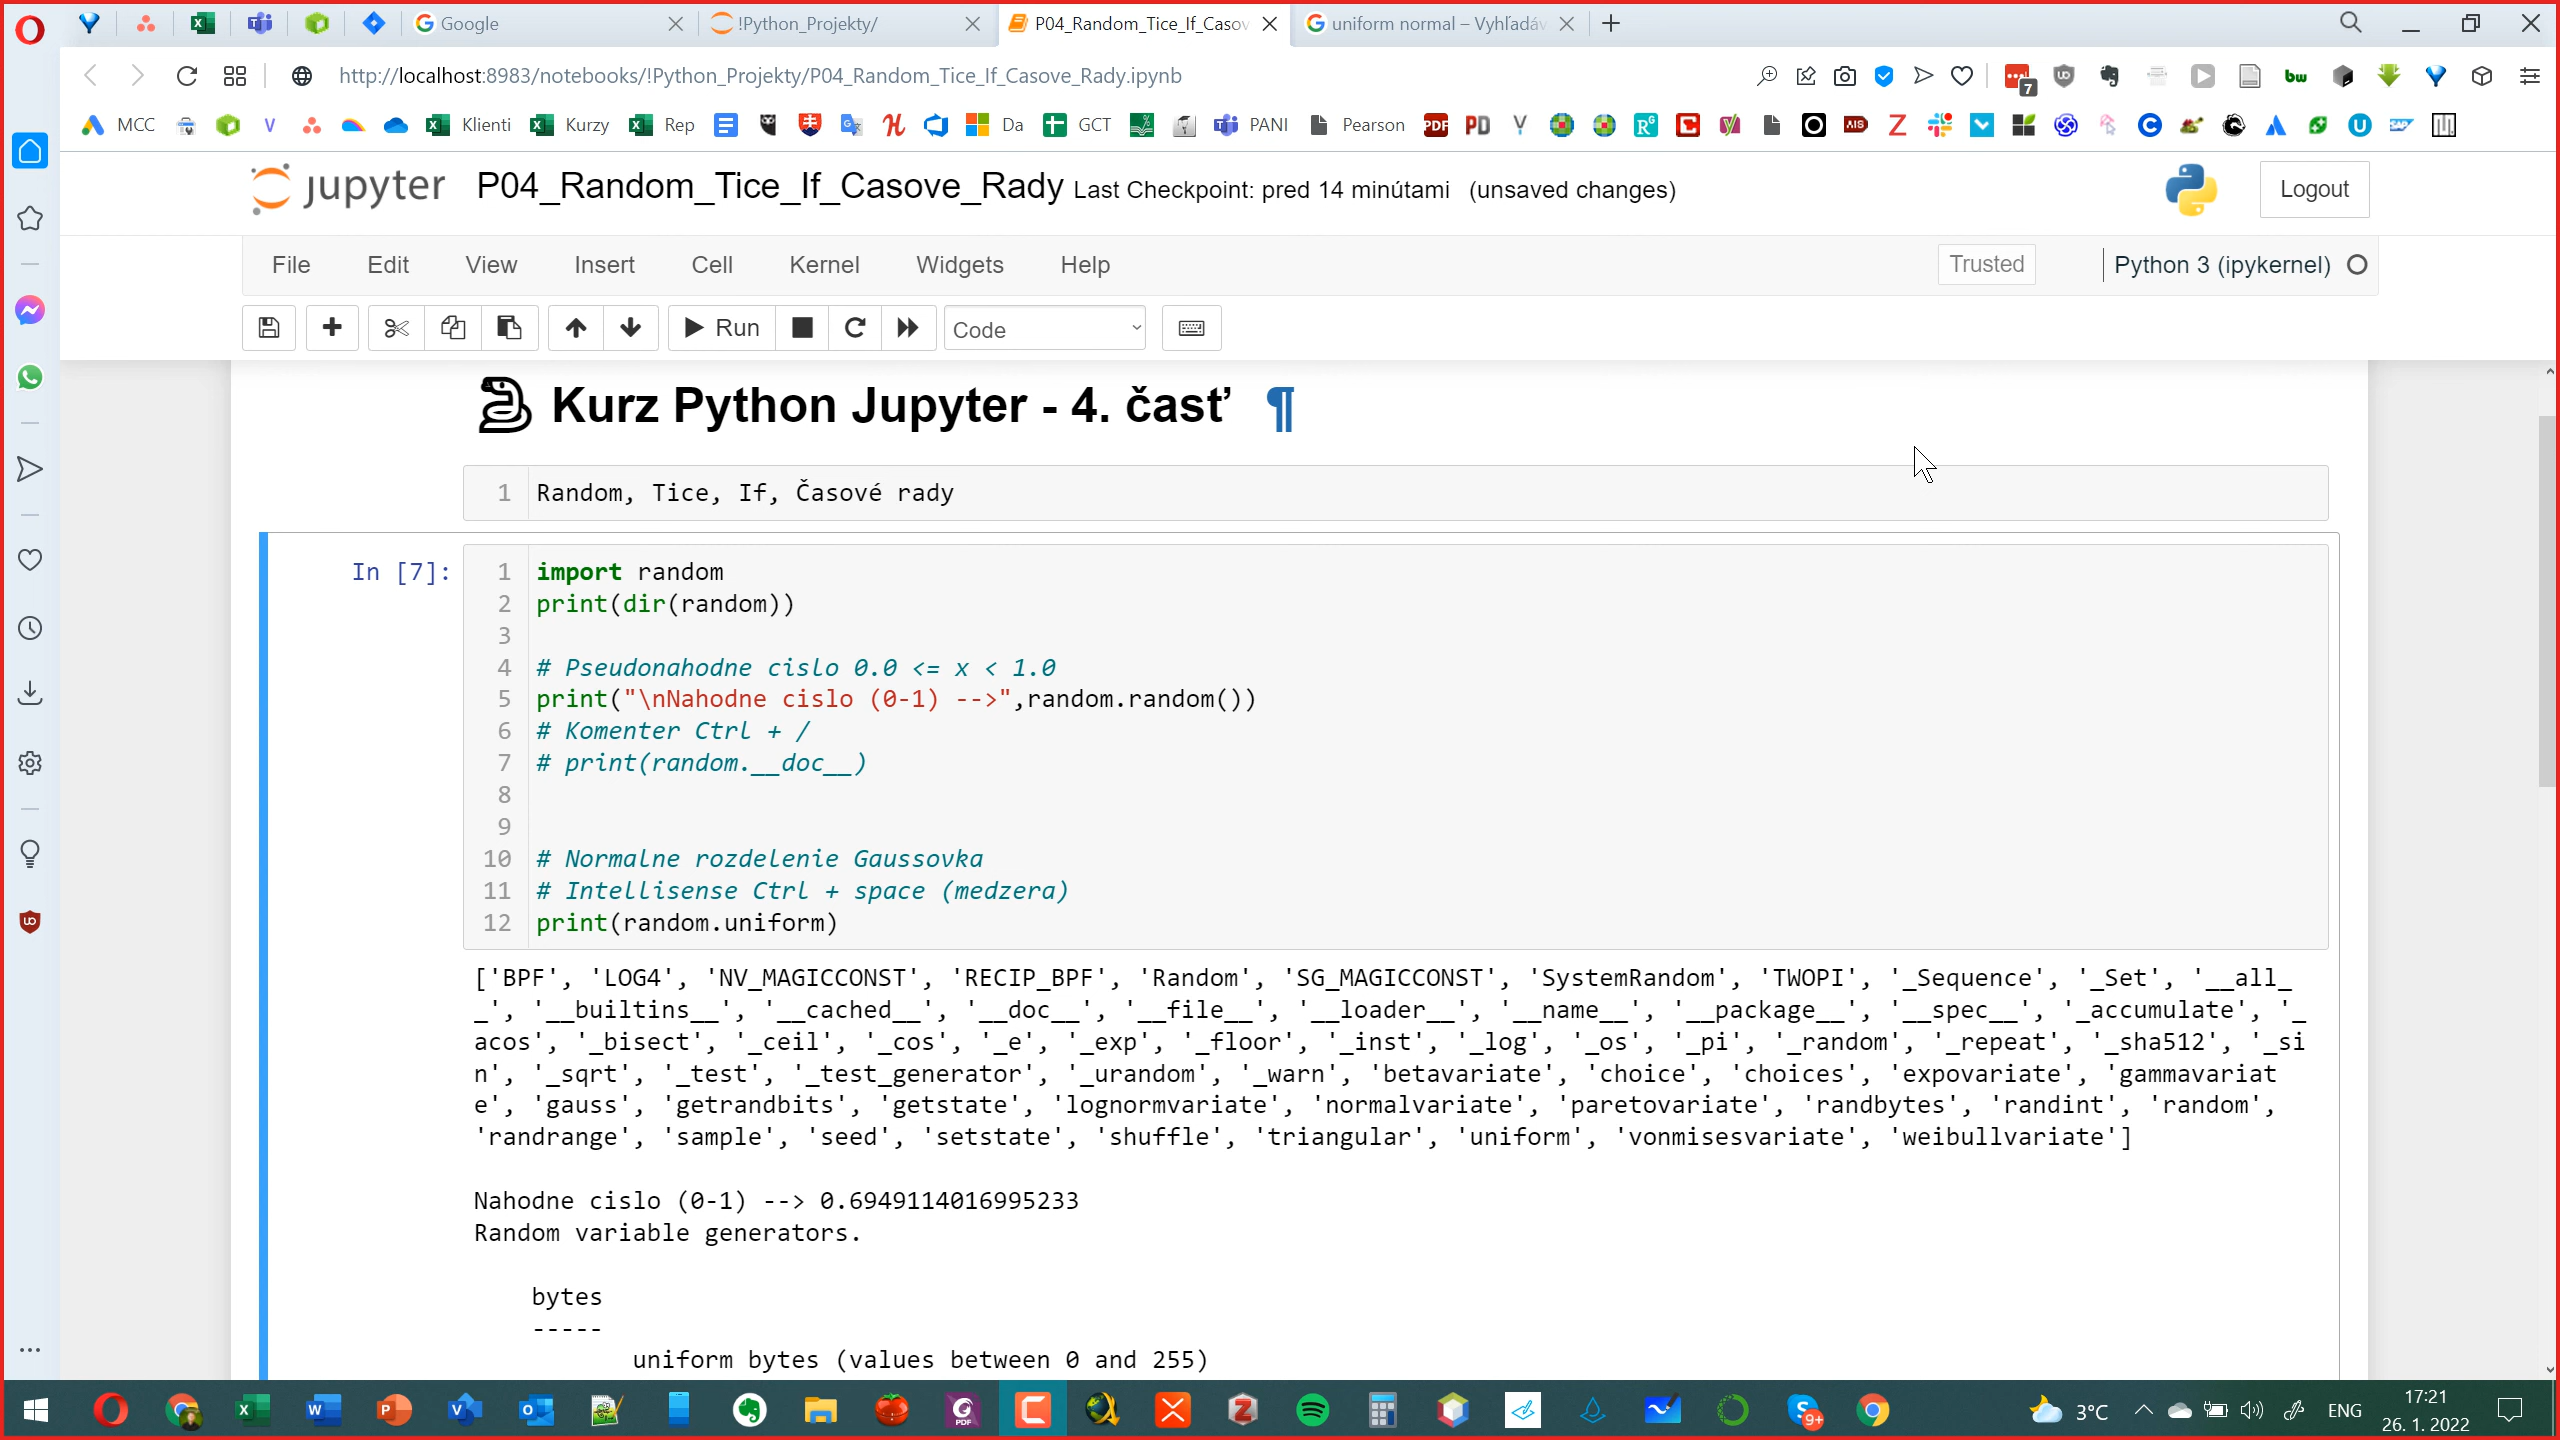 Google
!Python_Projekty/
P04_Random_Tice_If_Casov
uniform normal – Vyhľadáv
http://localhost:8983/notebooks/!Python_Projekty/P04_Random_Tice_If_Casove_Rady.ipynb
7
bw
MCC
V
Klienti
Kurzy
Rep
Da
GCT
PANI
Pearson
PDF
PD
AIS
Z
jupyter
P04_Random_Tice_If_Casove_Rady Last Checkpoint: pred 14 minútami (unsaved changes)
Logout
File Edit View Insert Cell Kernel Widgets Help
Trusted
Python 3 (ipykernel)
Run
Code
Kurz Python Jupyter - 4. časť ¶
1 Random, Tice, If, Časové rady
In [7]:
1 import random
2 print(dir(random))
3
4 # Pseudonahodne cislo 0.0 <= x < 1.0
5 print("\nNahodne cislo (0-1) -->",random.random())
6 # Komenter Ctrl + /
7 # print(random.__doc__)
8
9
10 # Normalne rozdelenie Gaussovka
11 # Intellisense Ctrl + space (medzera)
12 print(random.uniform)
['BPF', 'LOG4', 'NV_MAGICCONST', 'RECIP_BPF', 'Random', 'SG_MAGICCONST', 'SystemRandom', 'TWOPI', '_Sequence', '_Set', '__all_
_', '__builtins__', '__cached__', '__doc__', '__file__', '__loader__', '__name__', '__package__', '__spec__', '_accumulate', '_
acos', '_bisect', '_ceil', '_cos', '_e', '_exp', '_floor', '_inst', '_log', '_os', '_pi', '_random', '_repeat', '_sha512', '_si
n', '_sqrt', '_test', '_test_generator', '_urandom', '_warn', 'betavariate', 'choice', 'choices', 'expovariate', 'gammavariat
e', 'gauss', 'getrandbits', 'getstate', 'lognormvariate', 'normalvariate', 'paretovariate', 'randbytes', 'randint', 'random',
'randrange', 'sample', 'seed', 'setstate', 'shuffle', 'triangular', 'uniform', 'vonmisesvariate', 'weibullvariate']
Nahodne cislo (0-1) --> 0.6949114016995233
Random variable generators.
bytes
-----
uniform bytes (values between 0 and 255)
3°C
ENG
17:21
26. 1. 2022